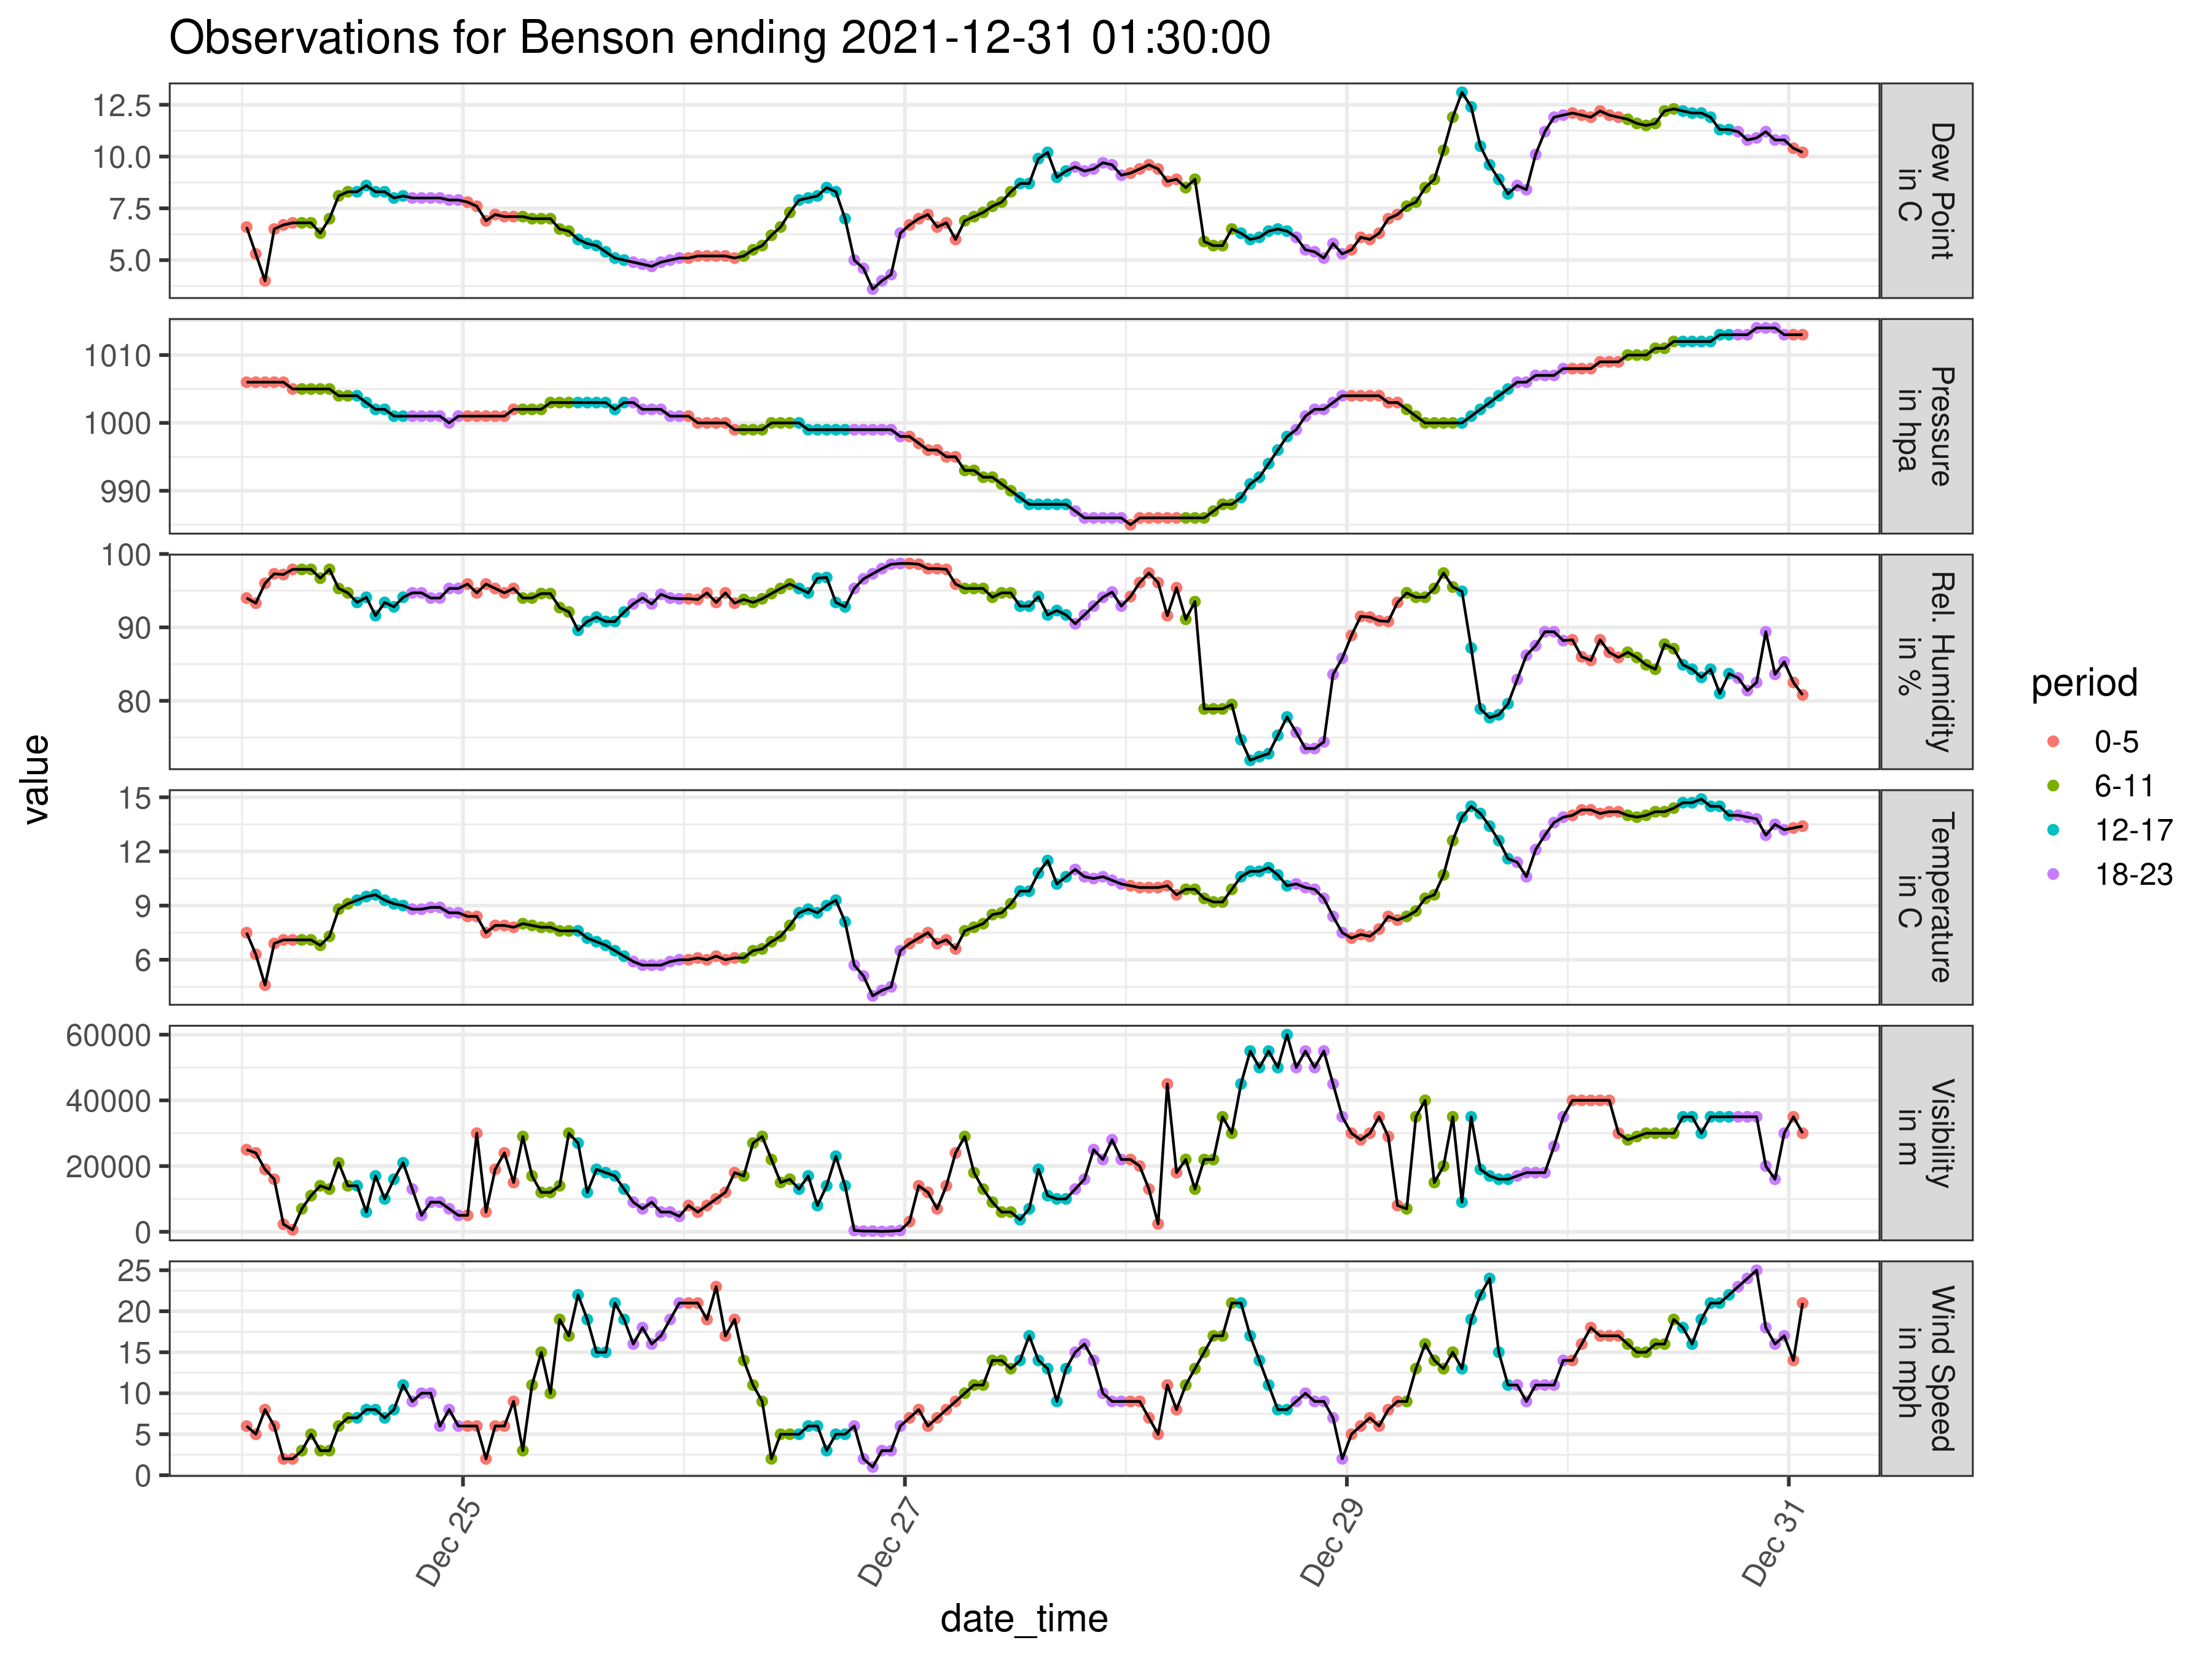 Observations for Benson ending 2021-12-31 01:30:00
value
12.5
10.0
7.5
5.0
Dew Point
in C
1010
1000
990
Pressure
in hpa
100
90
80
Rel. Humidity
in %
15
12
9
6
Temperature
in C
60000
40000
20000
0
Visibility
in m
25
20
15
10
5
0
Wind Speed
in mph
Dec 25
Dec 27
Dec 29
Dec 31
date_time
period
0-5
6-11
12-17
18-23